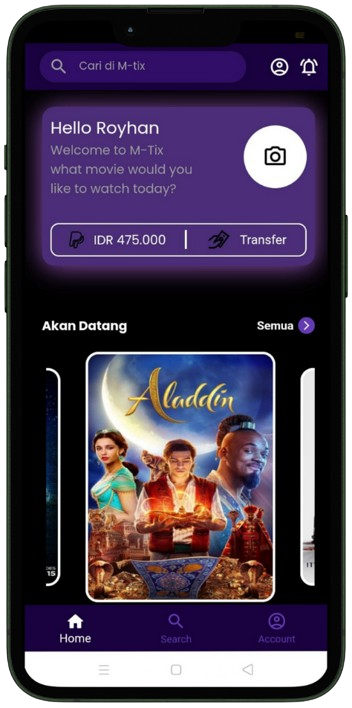 Cari di M-tix
Hello Royhan
Welcome to M-Tix
what movie would you
like to watch today?
IDR 475.000
Transfer
Akan Datang
Semua
Aladdin
15
Home
Search
Account